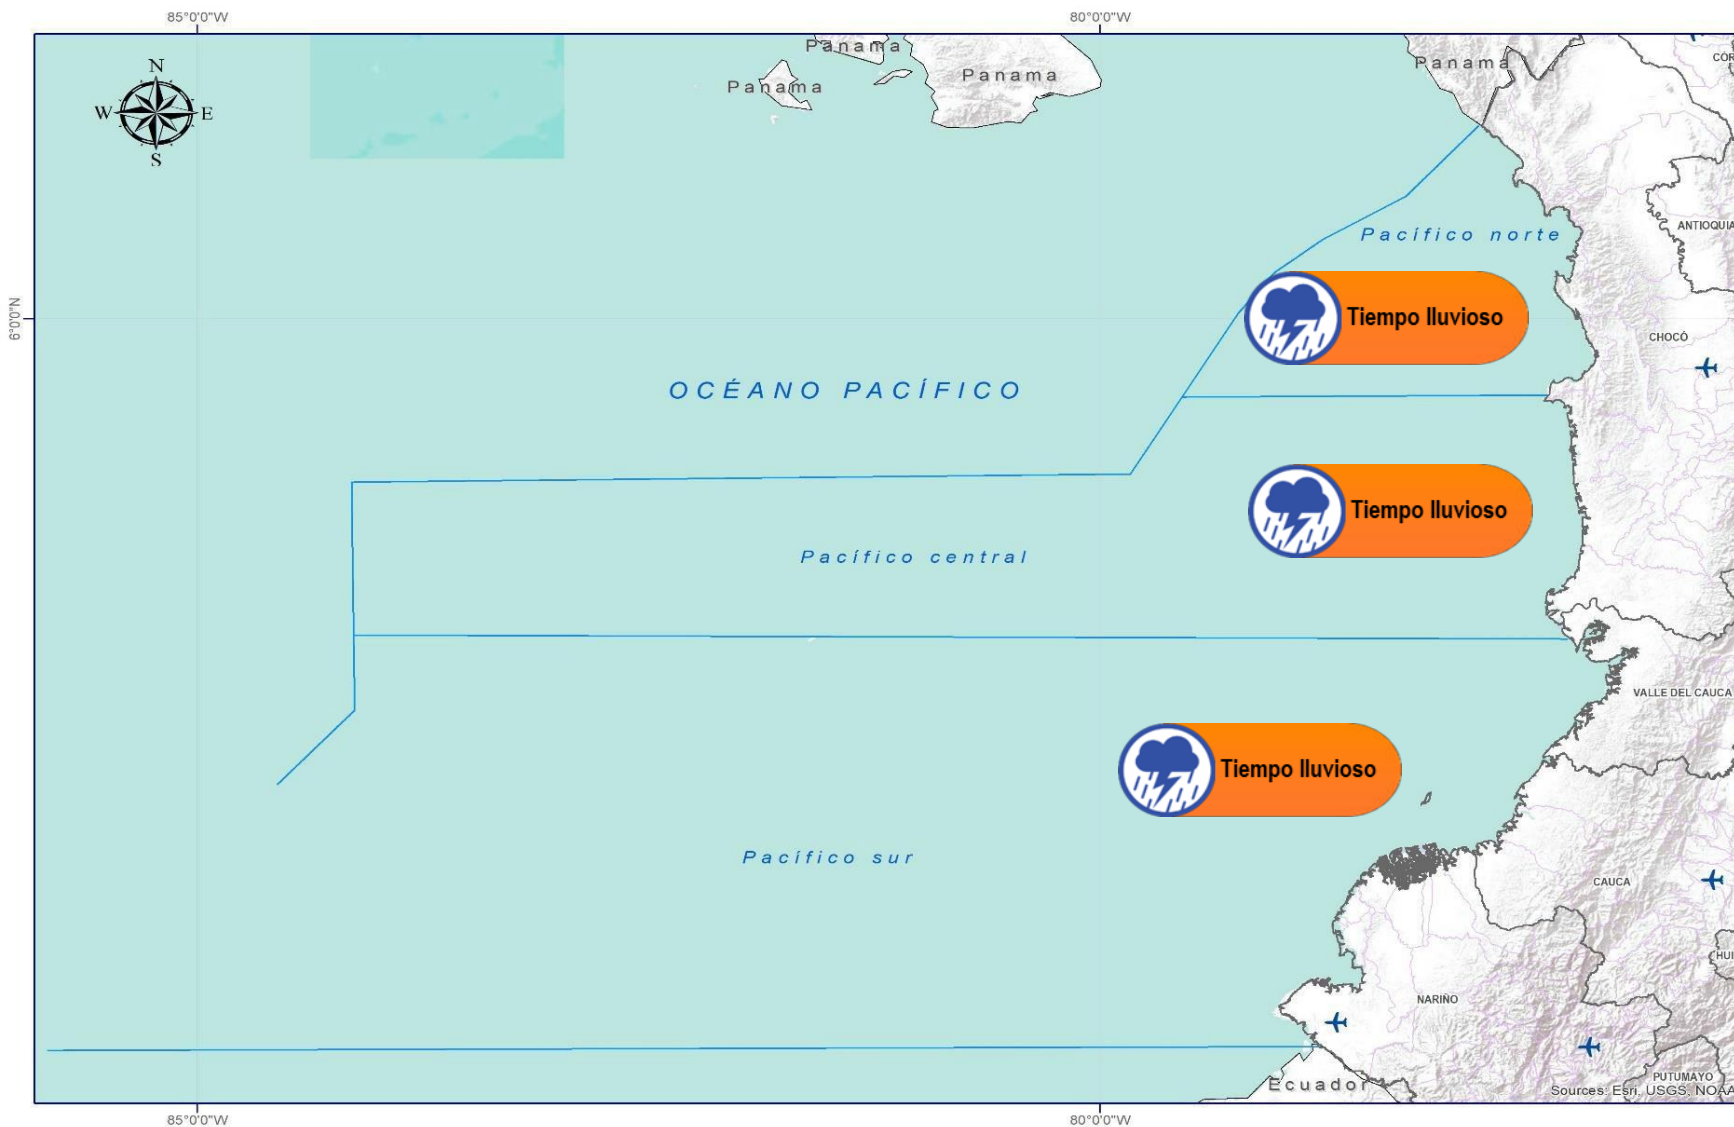 85°0'0"W
80°0'0"W
N
W
E
S
Panama
Panama
Panama
Panama
CÓR
Pacífico norte
ANTIOQUIA
6°0'0"N
Tiempo lluvioso
CHOCÓ
OCÉANO PACÍFICO
Tiempo lluvioso
Pacífico central
VALLE DEL CAUCA
Tiempo lluvioso
Pacífico sur
CAUCA
HUI
NARIÑO
PUTUMAYO
Ecuador
Sources: Esri, USGS, NOAA
85°0'0"W
80°0'0"W